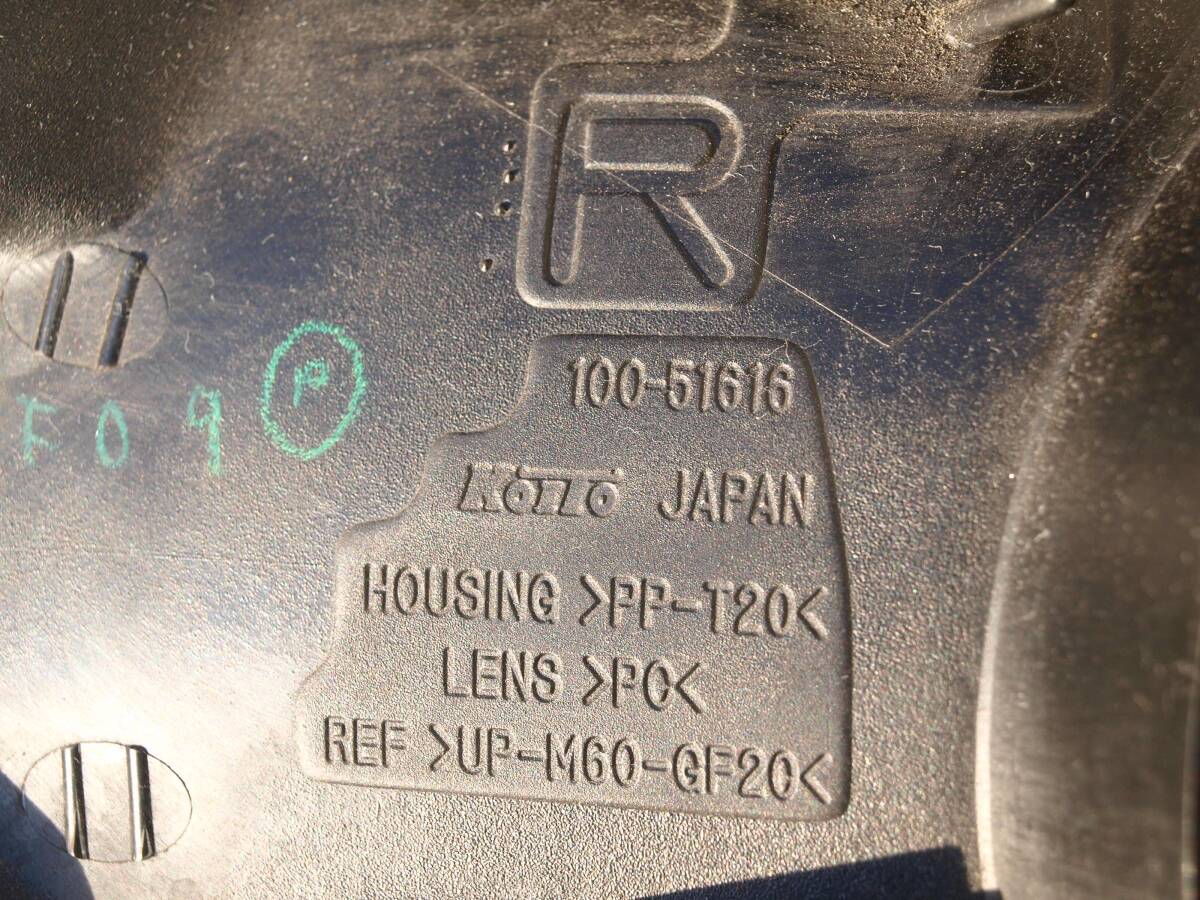 R
100-51616
KOITO JAPAN
F09 P
HOUSING >PP-T20<
LENS >PC<
REF >UP-M60-GF20<